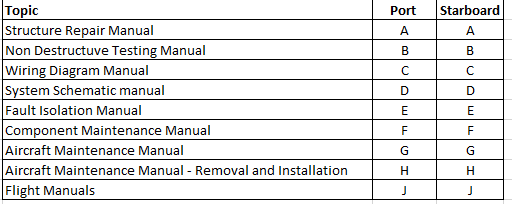 Topic Port Starboard
Structure Repair Manual A A
Non Destructuve Testing Manual B B
Wiring Diagram Manual C C
System Schematic manual D D
Fault Isolation Manual E E
Component Maintenance Manual F F
Aircraft Maintenance Manual G G
Aircraft Maintenance Manual - Removal and Installation H H
Flight Manuals J J